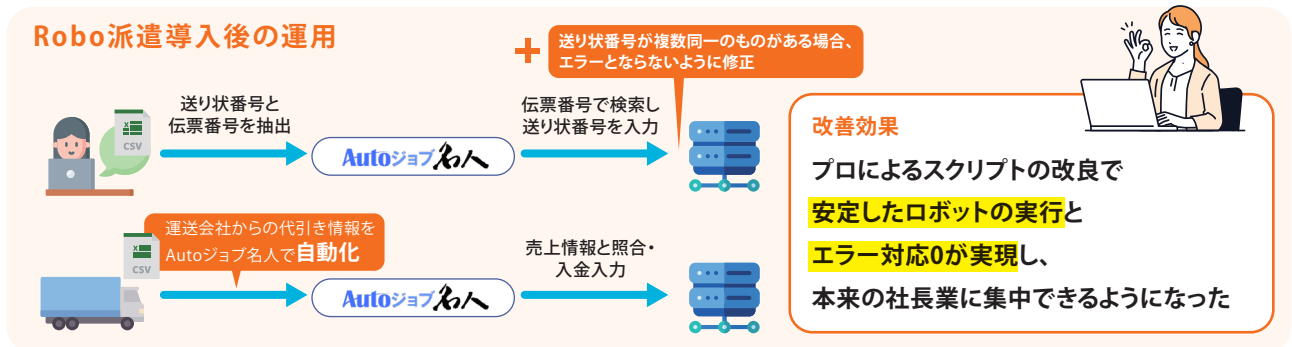 Robo派遣導入後の運用
+
送り状番号が複数同一のものがある場合、
エラーとならないように修正
送り状番号と
伝票番号を抽出
CSV
Autoジョブ名人
伝票番号で検索し
送り状番号を入力
運送会社からの代引き情報を
Autoジョブ名人で自動化
CSV
Autoジョブ名人
売上情報と照合・
入金入力
改善効果
プロによるスクリプトの改良で
安定したロボットの実行と
エラー対応0が実現し、
本来の社長業に集中できるようになった